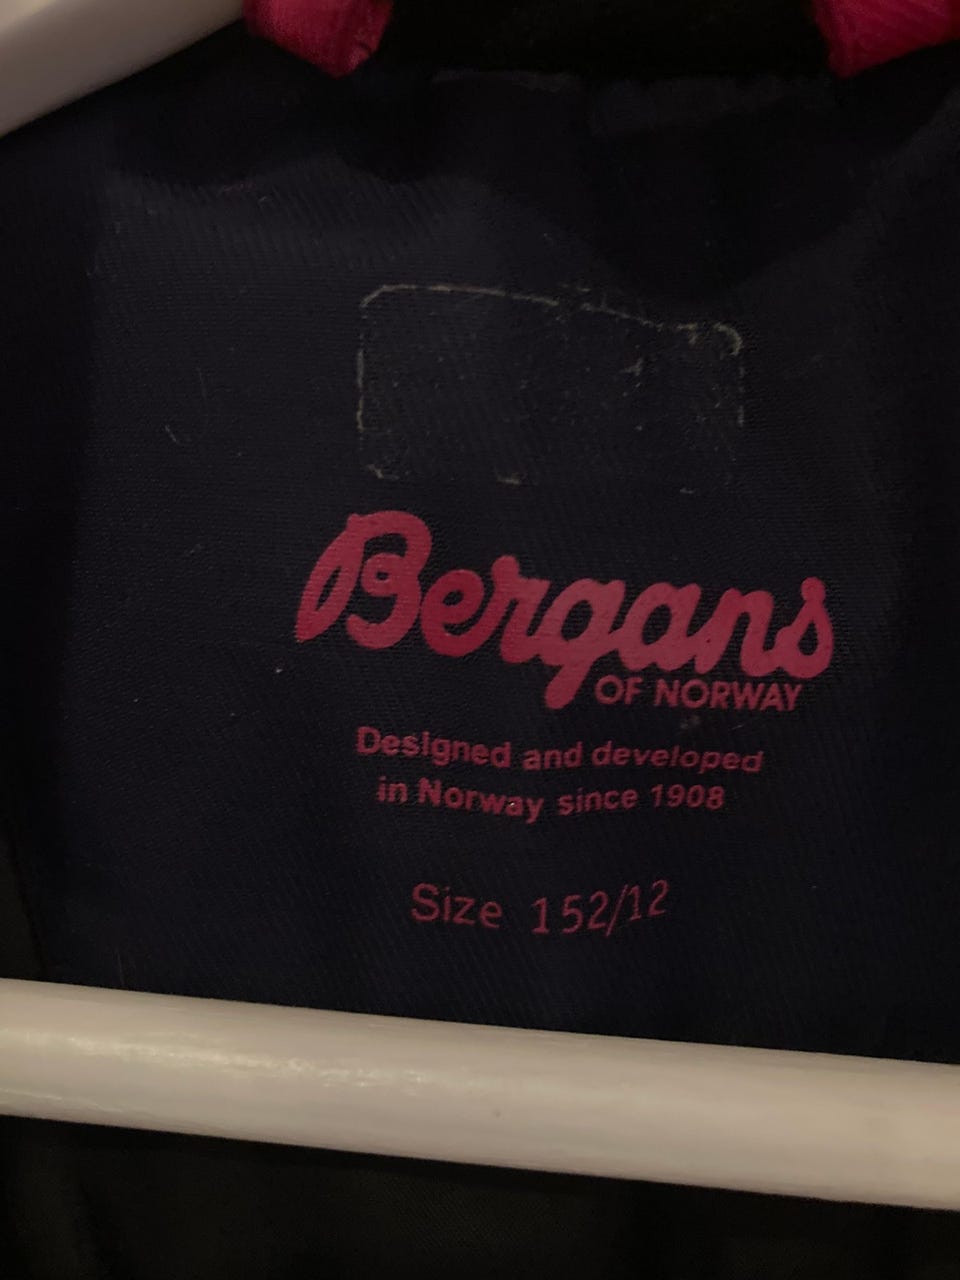 Bergans
OF NORWAY
Designed and developed
in Norway since 1908
Size 152/12